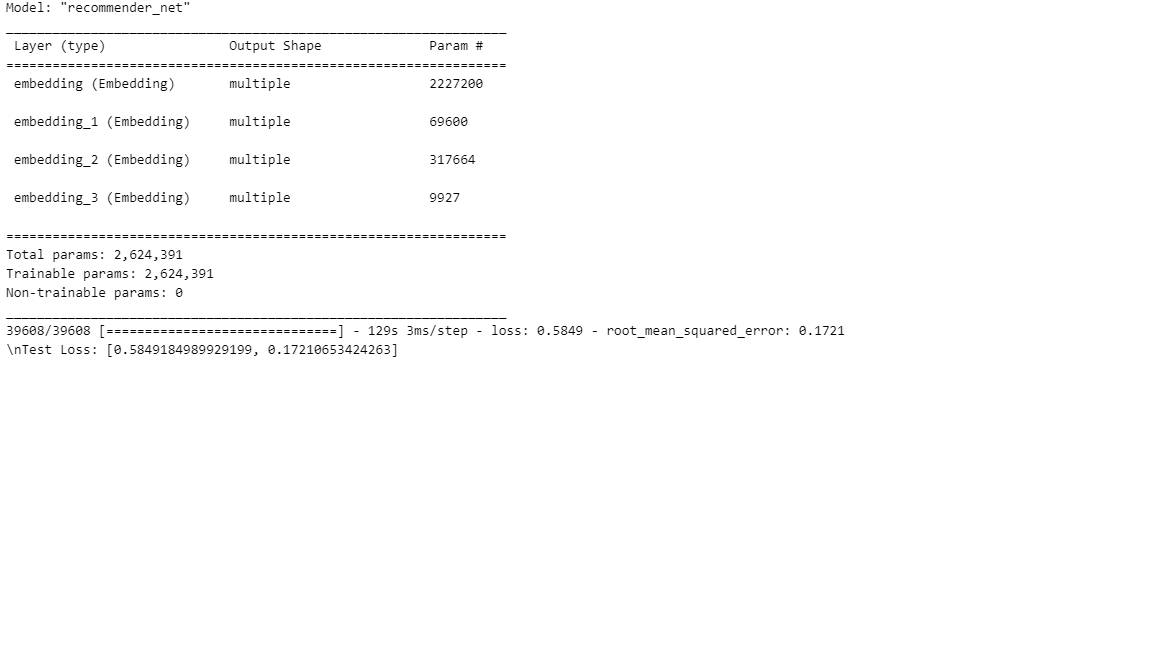 Model: "recommender_net"
_________________________________________________________________
Layer (type) Output Shape Param #
=================================================================
embedding (Embedding) multiple 2227200
embedding_1 (Embedding) multiple 69600
embedding_2 (Embedding) multiple 317664
embedding_3 (Embedding) multiple 9927
=================================================================
Total params: 2,624,391
Trainable params: 2,624,391
Non-trainable params: 0
_________________________________________________________________
39608/39608 [==============================] - 129s 3ms/step - loss: 0.5849 - root_mean_squared_error: 0.1721
\nTest Loss: [0.5849184989929199, 0.17210653424263]